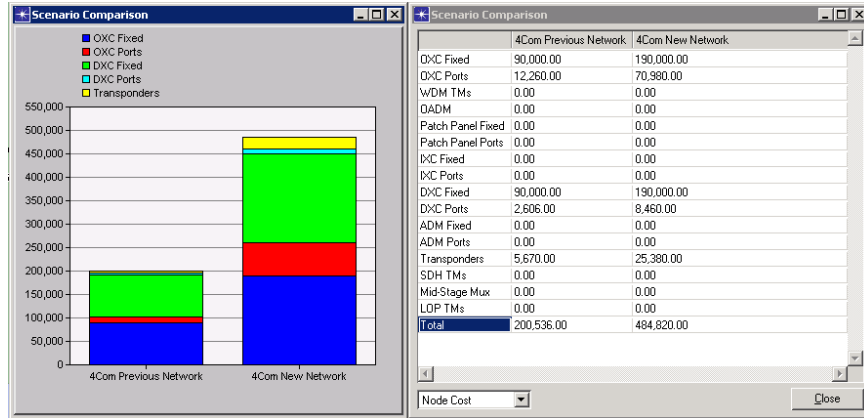 Scenario Comparison
OXC Fixed
OXC Ports
DXC Fixed
DXC Ports
Transponders
550,000
500,000
450,000
400,000
350,000
300,000
250,000
200,000
150,000
100,000
50,000
0
4Com Previous Network 4Com New Network
Scenario Comparison
4Com Previous Network 4Com New Network
OXC Fixed 90,000.00 190,000.00
OXC Ports 12,260.00 70,980.00
WDM TMs 0.00 0.00
OADM 0.00 0.00
Patch Panel Fixed 0.00 0.00
Patch Panel Ports 0.00 0.00
IXC Fixed 0.00 0.00
IXC Ports 0.00 0.00
DXC Fixed 90,000.00 190,000.00
DXC Ports 2,606.00 8,460.00
ADM Fixed 0.00 0.00
ADM Ports 0.00 0.00
Transponders 5,670.00 25,380.00
SDH TMs 0.00 0.00
Mid-Stage Mux 0.00 0.00
LOP TMs 0.00 0.00
Total 200,536.00 484,820.00
Node Cost Close